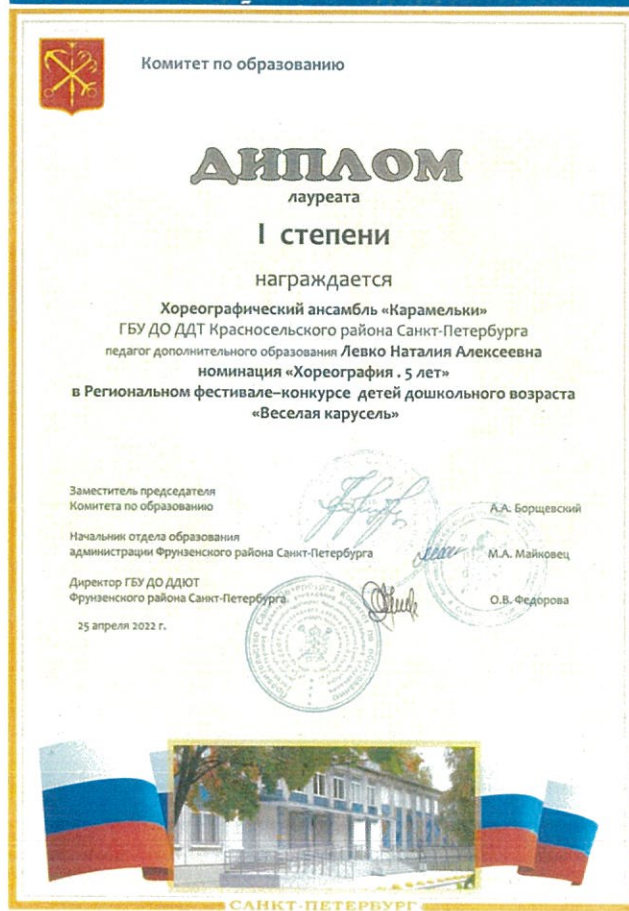 Комитет по образованию
ДИПЛОМ
лауреата
I степени
награждается
Хореографический ансамбль «Карамельки»
ГБУ ДО ДДТ Красносельского района Санкт-Петербурга
педагог дополнительного образования Левко Наталия Алексеевна
номинация «Хореография . 5 лет»
в Региональном фестивале–конкурсе детей дошкольного возраста
«Веселая карусель»
Заместитель председателя
Комитета по образованию
А.А. Борщевский
Начальник отдела образования
администрации Фрунзенского района Санкт-Петербурга
М.А. Майковец
Директор ГБУ ДО ДДЮТ
Фрунзенского района Санкт-Петербурга
О.В. Федорова
25 апреля 2022 г.
САНКТ-ПЕТЕРБУРГ